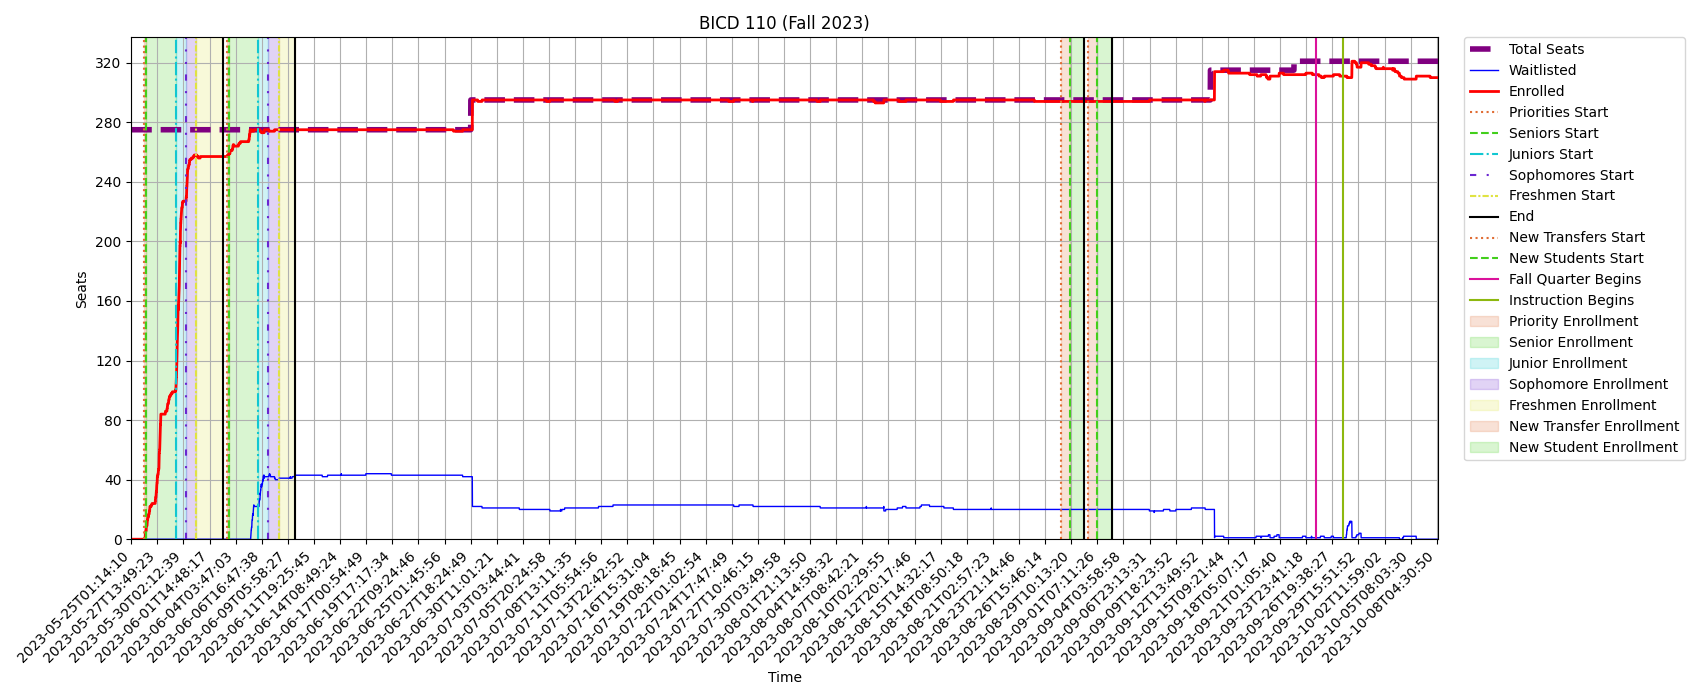 BICD 110 (Fall 2023)
Seats
320
280
240
200
160
120
80
40
0
2023-05-25T01:14:10
2023-05-27T13:49:23
2023-05-30T02:12:39
2023-06-01T14:48:17
2023-06-04T03:47:03
2023-06-06T16:47:38
2023-06-09T05:58:27
2023-06-11T19:25:45
2023-06-14T08:49:24
2023-06-17T00:54:49
2023-06-19T17:17:34
2023-06-22T09:24:46
2023-06-25T01:45:56
2023-06-27T18:24:49
2023-06-30T11:01:21
2023-07-03T03:44:41
2023-07-05T20:24:58
2023-07-08T13:11:35
2023-07-11T05:54:56
2023-07-13T22:42:52
2023-07-16T15:31:04
2023-07-19T08:18:45
2023-07-22T01:02:54
2023-07-24T17:47:49
2023-07-27T10:46:15
2023-07-30T03:49:58
2023-08-01T21:13:50
2023-08-04T14:58:32
2023-08-07T08:42:21
2023-08-10T02:29:55
2023-08-12T20:17:46
2023-08-15T14:32:17
2023-08-18T08:50:18
2023-08-21T02:57:23
2023-08-23T21:14:46
2023-08-26T15:46:14
2023-08-29T10:13:20
2023-09-01T07:11:26
2023-09-04T03:58:58
2023-09-06T23:13:31
2023-09-09T18:23:52
2023-09-12T13:49:52
2023-09-15T09:21:44
2023-09-18T05:07:17
2023-09-21T01:05:40
2023-09-23T23:41:18
2023-09-26T19:38:27
2023-09-29T15:51:52
2023-10-02T11:59:02
2023-10-05T08:03:30
2023-10-08T04:30:50
Time
Total Seats
Waitlisted
Enrolled
Priorities Start
Seniors Start
Juniors Start
Sophomores Start
Freshmen Start
End
New Transfers Start
New Students Start
Fall Quarter Begins
Instruction Begins
Priority Enrollment
Senior Enrollment
Junior Enrollment
Sophomore Enrollment
Freshmen Enrollment
New Transfer Enrollment
New Student Enrollment